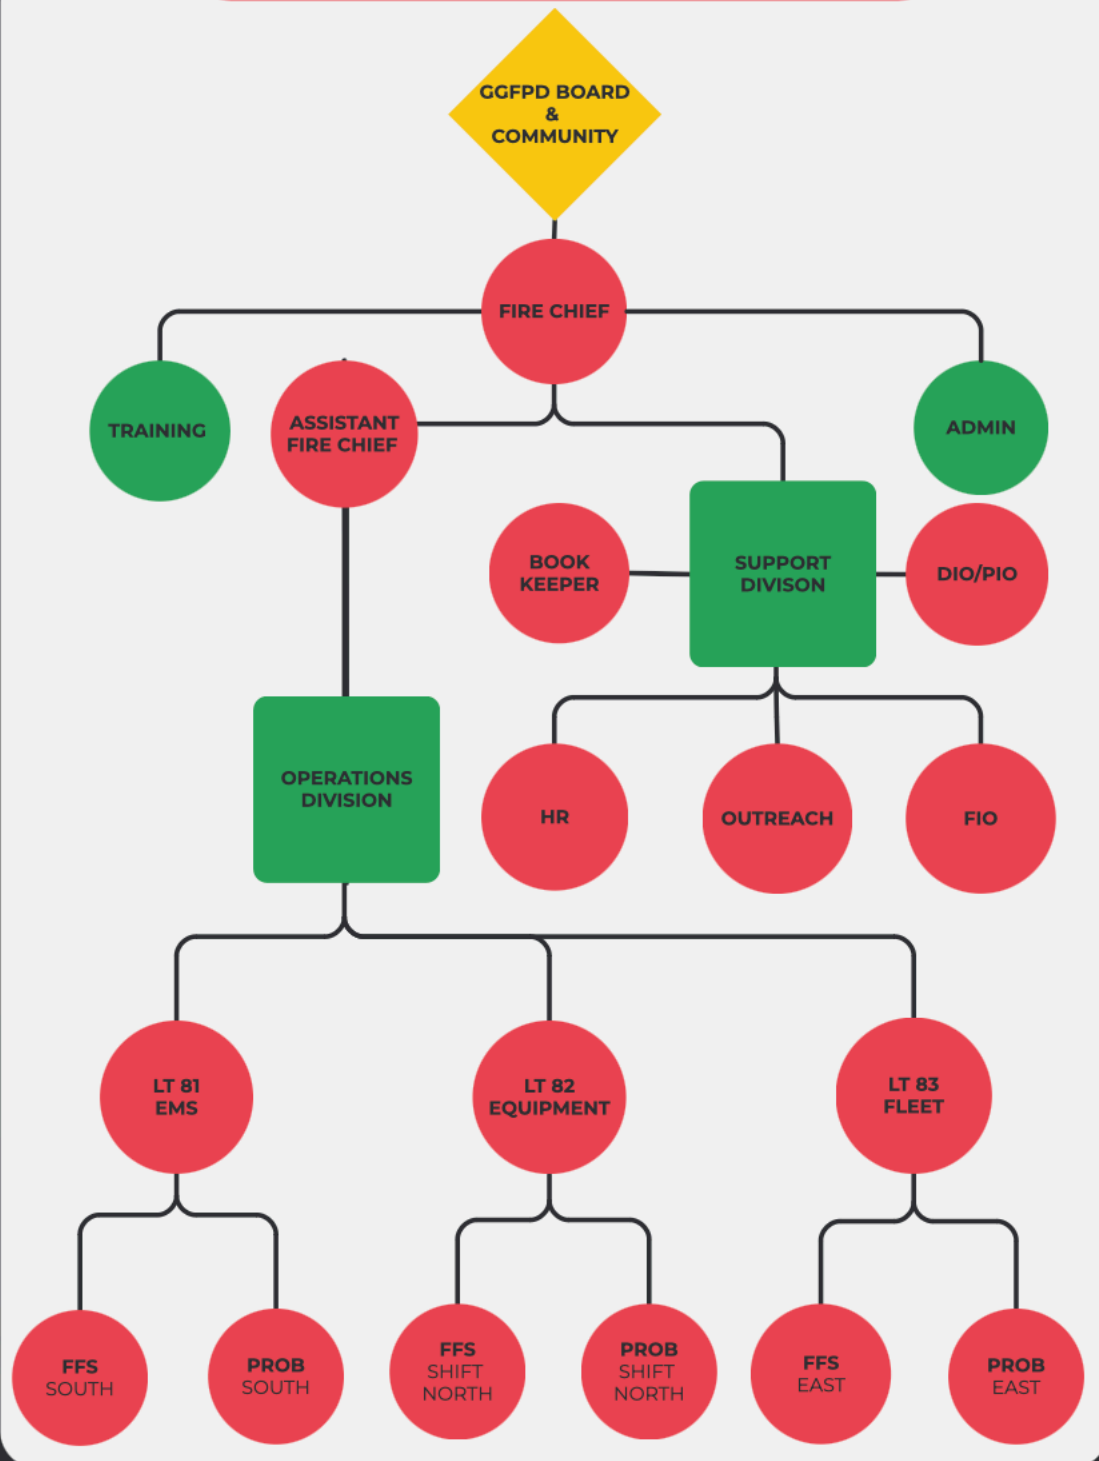 GGFPD BOARD
&
COMMUNITY
FIRE CHIEF
TRAINING
ASSISTANT
FIRE CHIEF
ADMIN
BOOK
KEEPER
SUPPORT
DIVISON
DIO/PIO
OPERATIONS
DIVISION
HR
OUTREACH
FIO
LT 81
EMS
LT 82
EQUIPMENT
LT 83
FLEET
FFS
SOUTH
PROB
SOUTH
FFS
SHIFT
NORTH
PROB
SHIFT
NORTH
FFS
EAST
PROB
EAST